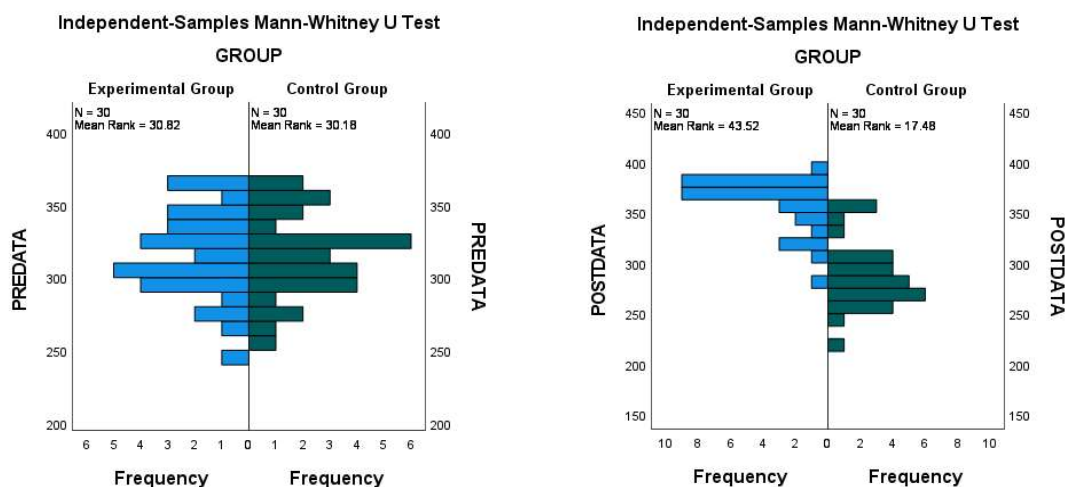 Independent-Samples Mann-Whitney U Test
GROUP
Experimental Group Control Group
N = 30 N = 30
Mean Rank = 30.82 Mean Rank = 30.18
400 400
350 350
300 300
250 250
200 200
PREDATA PREDATA
6 5 4 3 2 1 0 1 2 3 4 5 6
Frequency Frequency
Independent-Samples Mann-Whitney U Test
GROUP
Experimental Group Control Group
N = 30 N = 30
Mean Rank = 43.52 Mean Rank = 17.48
450 450
400 400
350 350
300 300
250 250
200 200
150 150
POSTDATA POSTDATA
10 8 6 4 2 0 2 4 6 8 10
Frequency Frequency